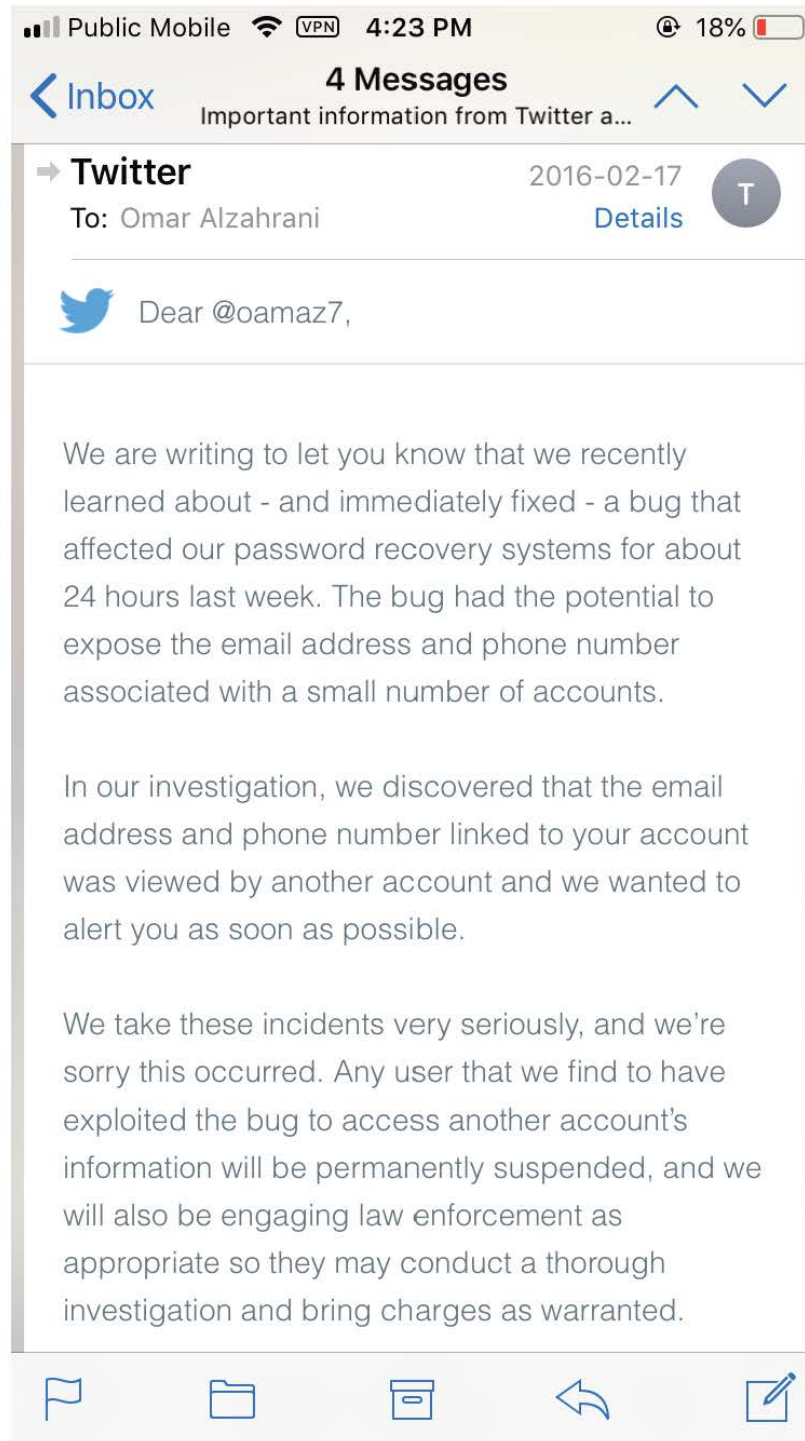 Public Mobile VPN 4:23 PM 18%
Inbox
4 Messages
Important information from Twitter a...
Twitter 2016-02-17 T
To: Omar Alzahrani Details
Dear @oamaz7,
We are writing to let you know that we recently
learned about - and immediately fixed - a bug that
affected our password recovery systems for about
24 hours last week. The bug had the potential to
expose the email address and phone number
associated with a small number of accounts.
In our investigation, we discovered that the email
address and phone number linked to your account
was viewed by another account and we wanted to
alert you as soon as possible.
We take these incidents very seriously, and we're
sorry this occurred. Any user that we find to have
exploited the bug to access another account's
information will be permanently suspended, and we
will also be engaging law enforcement as
appropriate so they may conduct a thorough
investigation and bring charges as warranted.